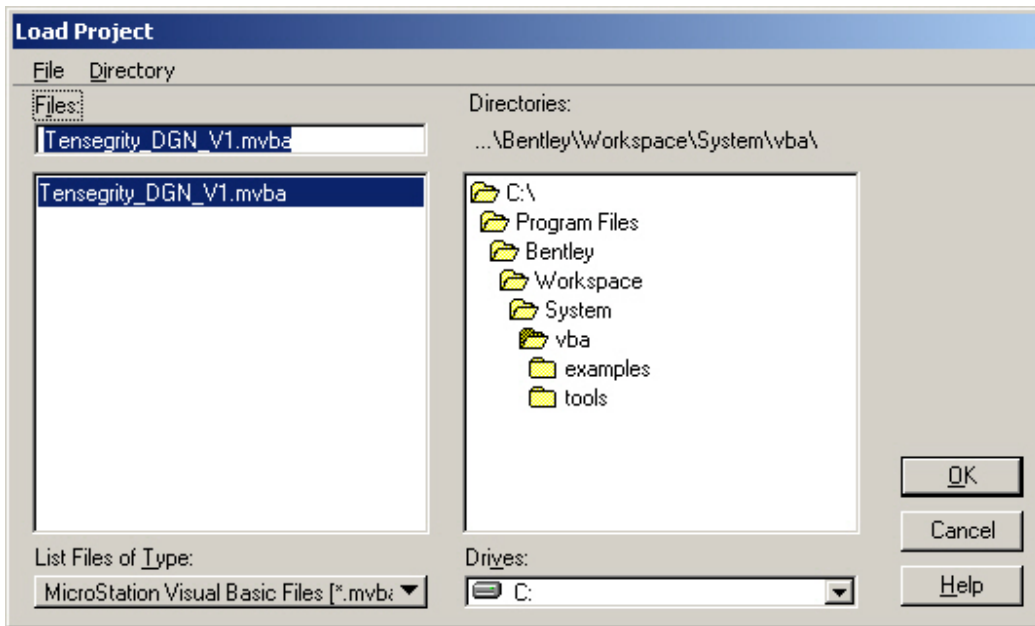 Load Project
File Directory
Files:
Tensegrity_DGN_V1.mvba
Tensegrity_DGN_V1.mvba
List Files of Type:
MicroStation Visual Basic Files [*.mvba
Directories:
...\Bentley\Workspace\System\vba\
C:\
Program Files
Bentley
Workspace
System
vba
examples
tools
Drives:
C:
OK
Cancel
Help